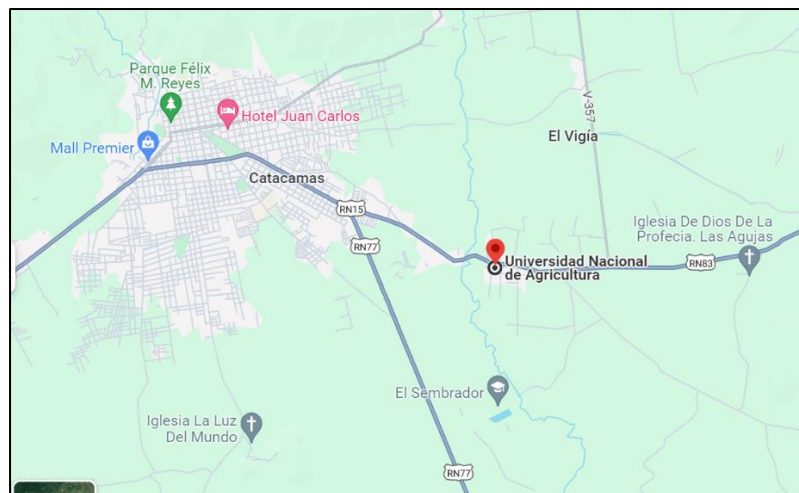 Parque Félix
M. Reyes
Hotel Juan Carlos
Mall Premier
V-357
El Vigía
Catacamas
RN15
RN77
Iglesia De Dios De La
Profecia. Las Agujas
Universidad Nacional
de Agricultura
RN83
El Sembrador
Iglesia La Luz
Del Mundo
RN77